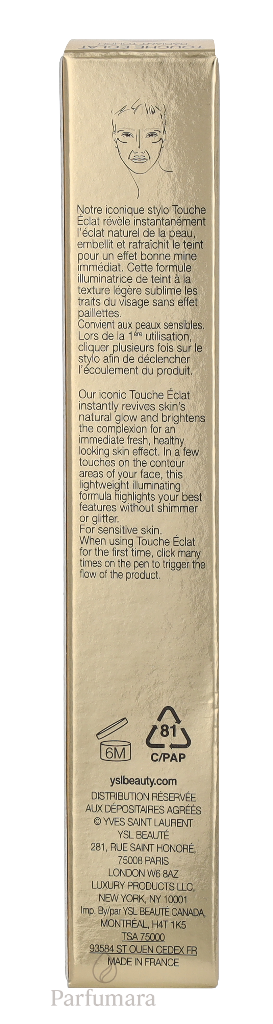 TOUCHE ÉCLAT
Notre iconique stylo Touche
Éclat révèle instantanément
l'éclat naturel de la peau,
embellit et rafraîchit le teint
pour un effet bonne mine
immédiat. Cette formule
illuminatrice de teint à la
texture légère sublime les
traits du visage sans effet
paillettes.
Convient aux peaux sensibles.
Lors de la 1ère utilisation,
cliquer plusieurs fois sur le
stylo afin de déclencher
l'écoulement du produit.
Our iconic Touche Éclat
instantly revives skin's
natural glow and brightens
the complexion for an
immediate fresh, healthy
looking skin effect. In a few
touches on the contour
areas of your face, this
lightweight illuminating
formula highlights your best
features without shimmer
or glitter.
For sensitive skin.
When using Touche Éclat
for the first time, click many
times on the pen to trigger the
flow of the product.
6M
81
C/PAP
yslbeauty.com
DISTRIBUTION RÉSERVÉE
AUX DÉPOSITAIRES AGRÉÉS
© YVES SAINT LAURENT
YSL BEAUTÉ
281, RUE SAINT HONORÉ,
75008 PARIS
LONDON W6 8AZ
LUXURY PRODUCTS LLC,
NEW YORK, NY 10001
Imp. By/par YSL BEAUTÉ CANADA,
MONTRÉAL, H4T 1K5
TSA 75000
93584 ST OUEN CEDEX FR
MADE IN FRANCE
Parfumara